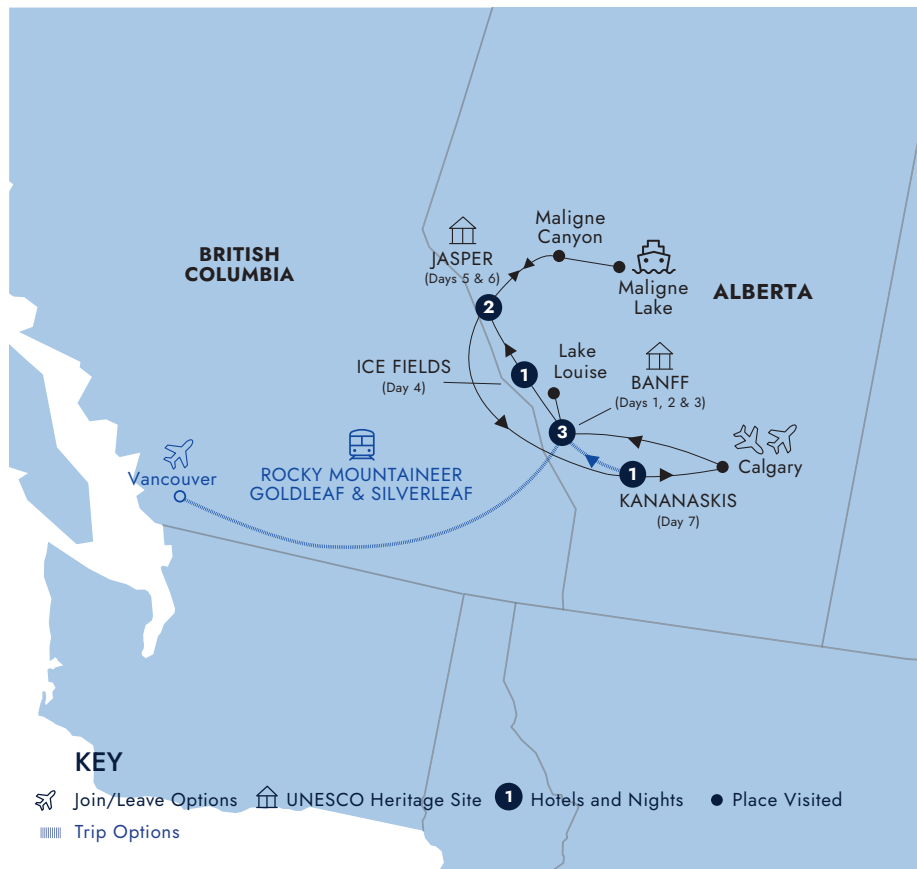 Maligne
Canyon
JASPER
(Days 5 & 6)
BRITISH
COLUMBIA
Maligne
Lake
ALBERTA
2
Lake
Louise
ICE FIELDS
(Day 4)
1
BANFF
(Days 1, 2 & 3)
3
Calgary
Vancouver
ROCKY MOUNTAINEER
GOLDLEAF & SILVERLEAF
1
KANANASKIS
(Day 7)
KEY
Join/Leave Options
UNESCO Heritage Site
1 Hotels and Nights
Place Visited
Trip Options